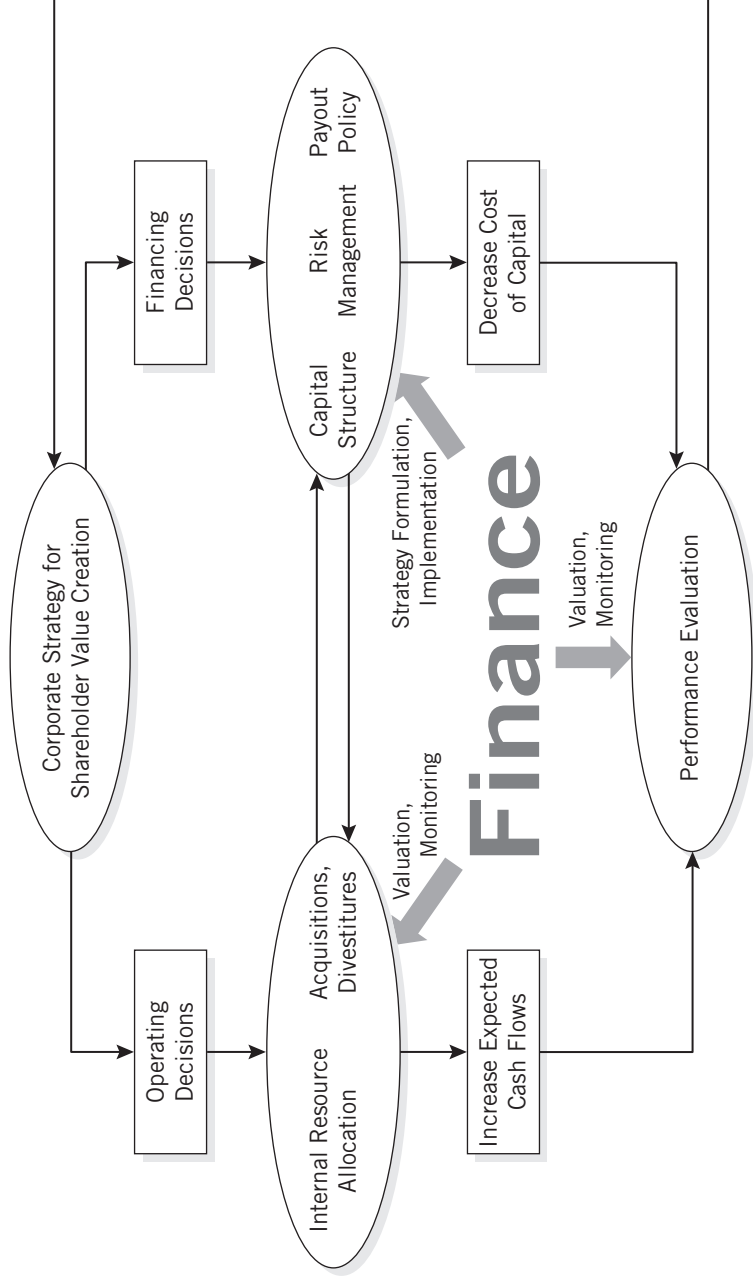 Corporate Strategy for
Shareholder Value Creation
Operating
Decisions
Financing
Decisions
Internal Resource
Allocation
Acquisitions,
Divestitures
Capital
Structure
Risk
Management
Payout
Policy
Valuation,
Monitoring
Strategy Formulation,
Implementation
Increase Expected
Cash Flows
Finance
Decrease Cost
of Capital
Valuation,
Monitoring
Performance Evaluation